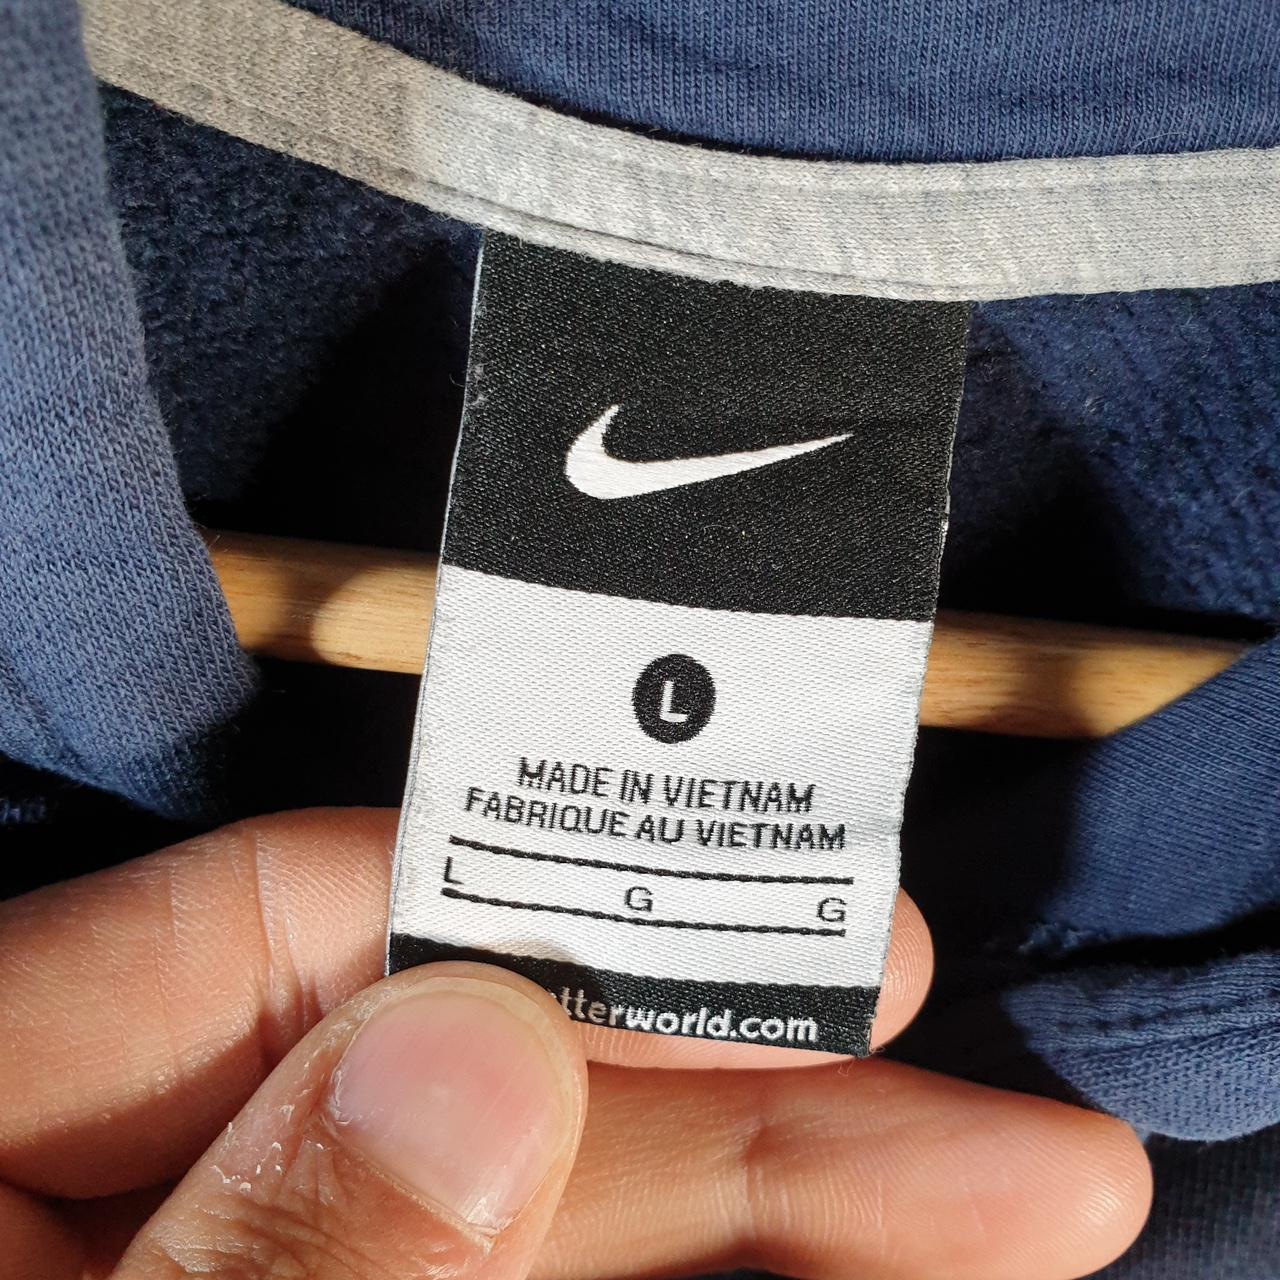 L
MADE IN VIETNAM
FABRIQUE AU VIETNAM
L G G
tterworld.com